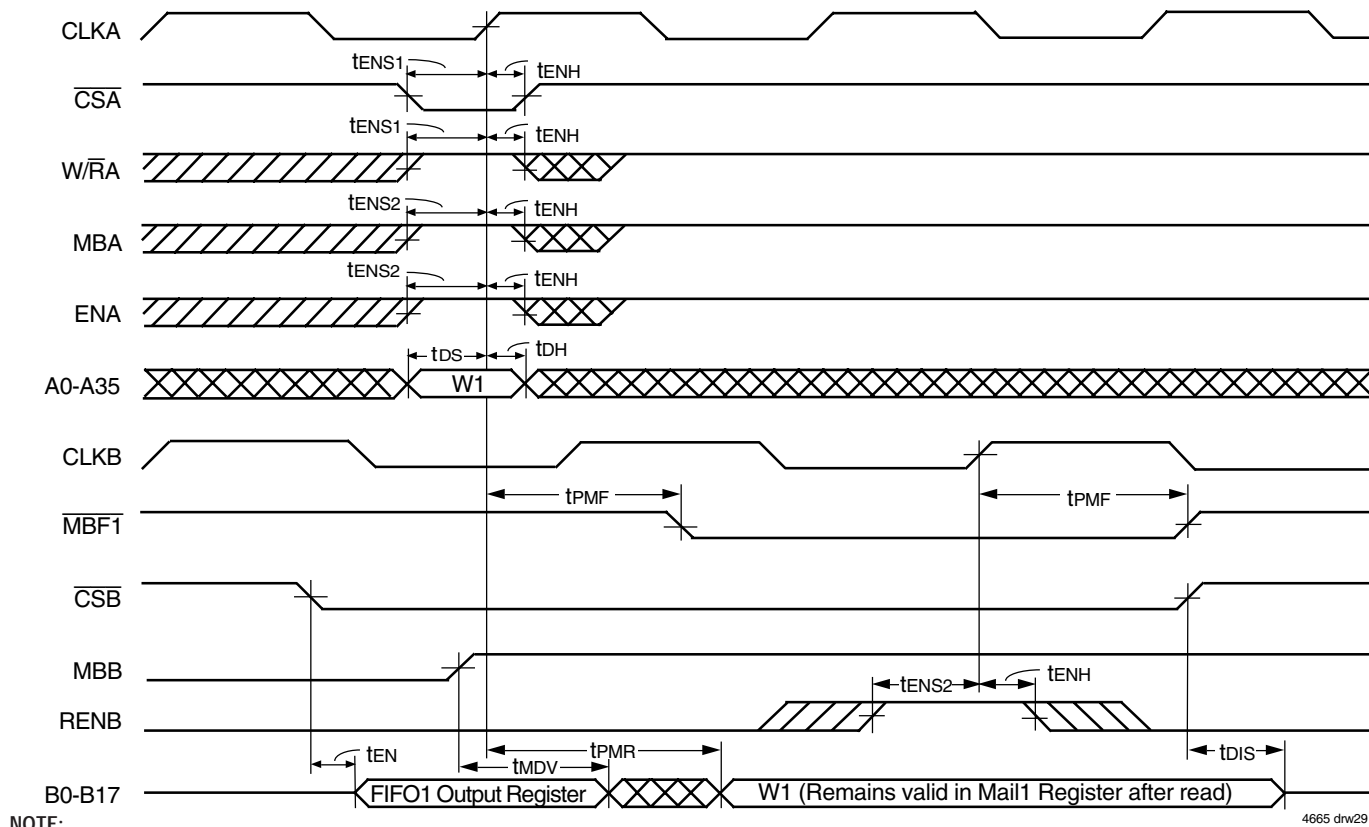 CLKA
tENS1
tENH
CSA
tENS1
tENH
W/RA
tENS2
tENH
MBA
tENS2
tENH
ENA
tDS
tDH
A0-A35
W1
CLKB
tPMF
tPMF
MBF1
CSB
MBB
tENS2
tENH
RENB
tEN
tPMR
tMDV
tDIS
B0-B17
FIFO1 Output Register
W1 (Remains valid in Mail1 Register after read)
NOTE:
4665 drw29